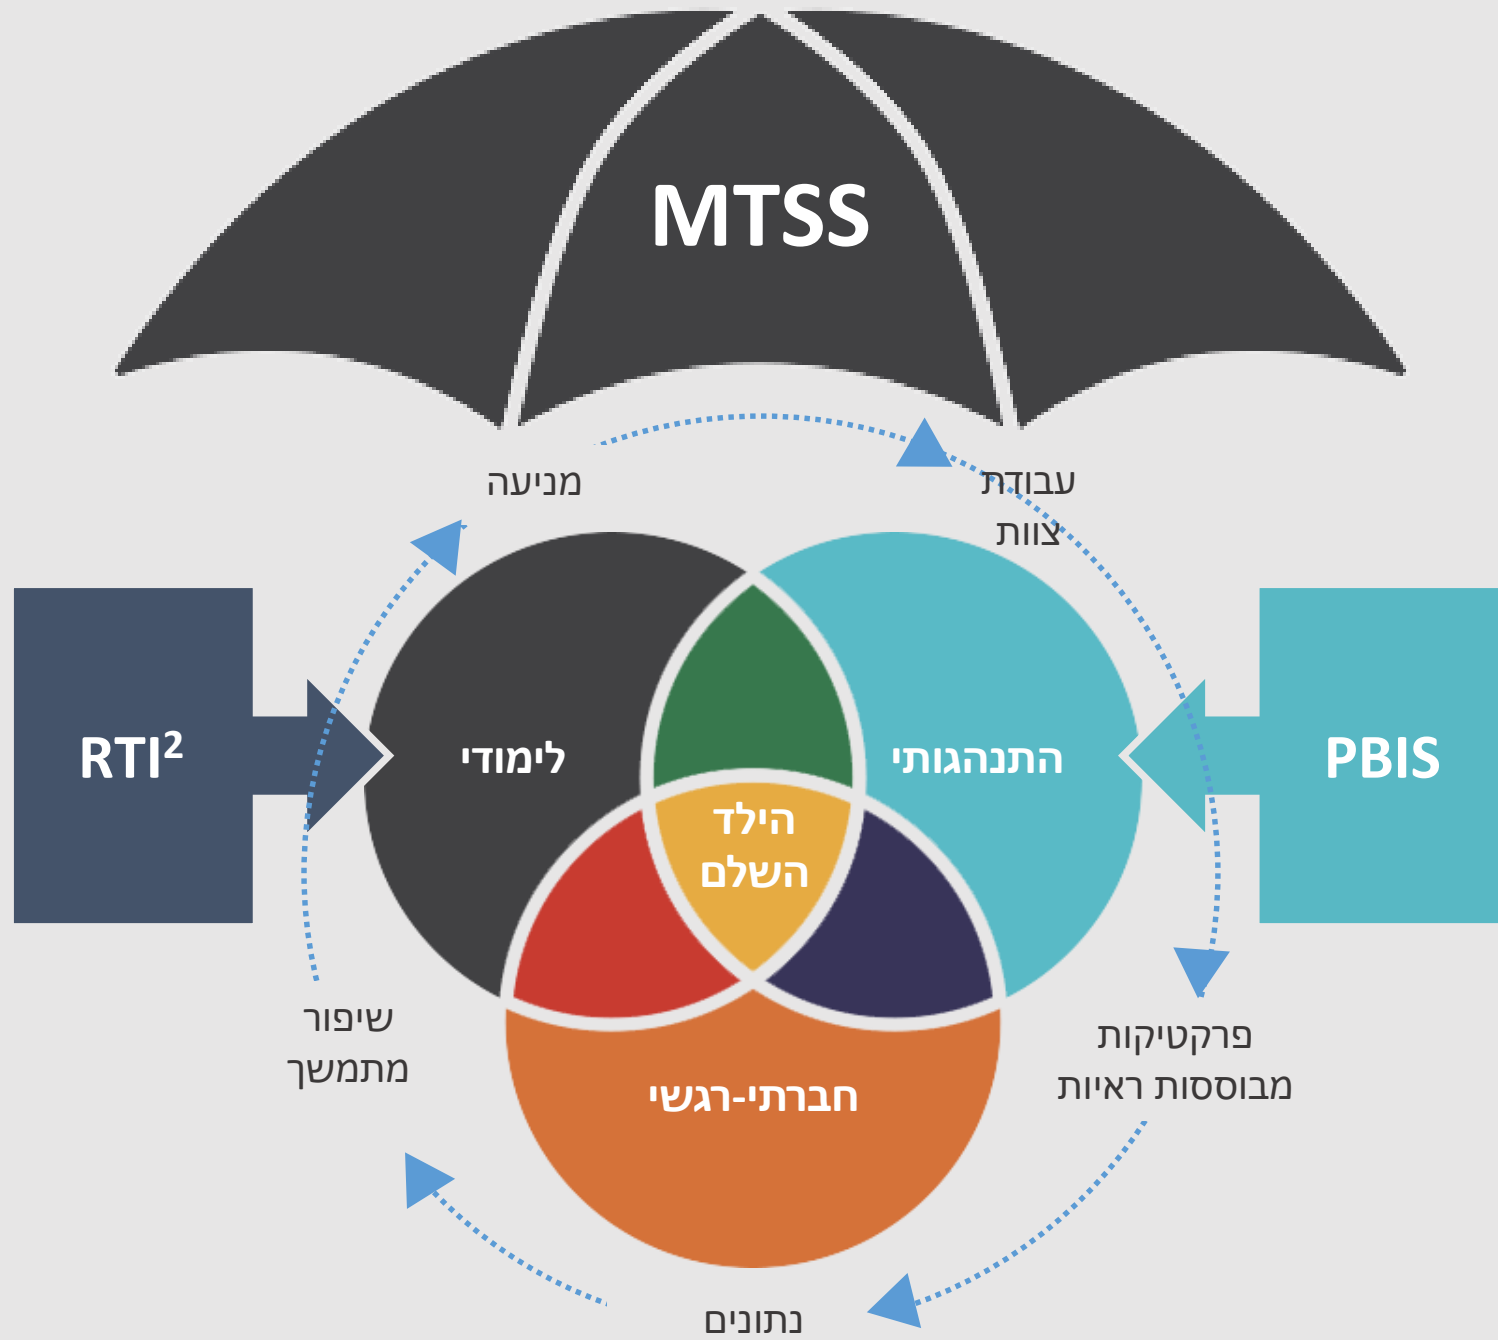 MTSS
מניעה
עבודת
צוות
RTI²
לימודי
התנהגותי
PBIS
הילד
השלם
שיפור
מתמשך
פרקטיקות
מבוססות ראיות
חברתי-רגשי
נתונים